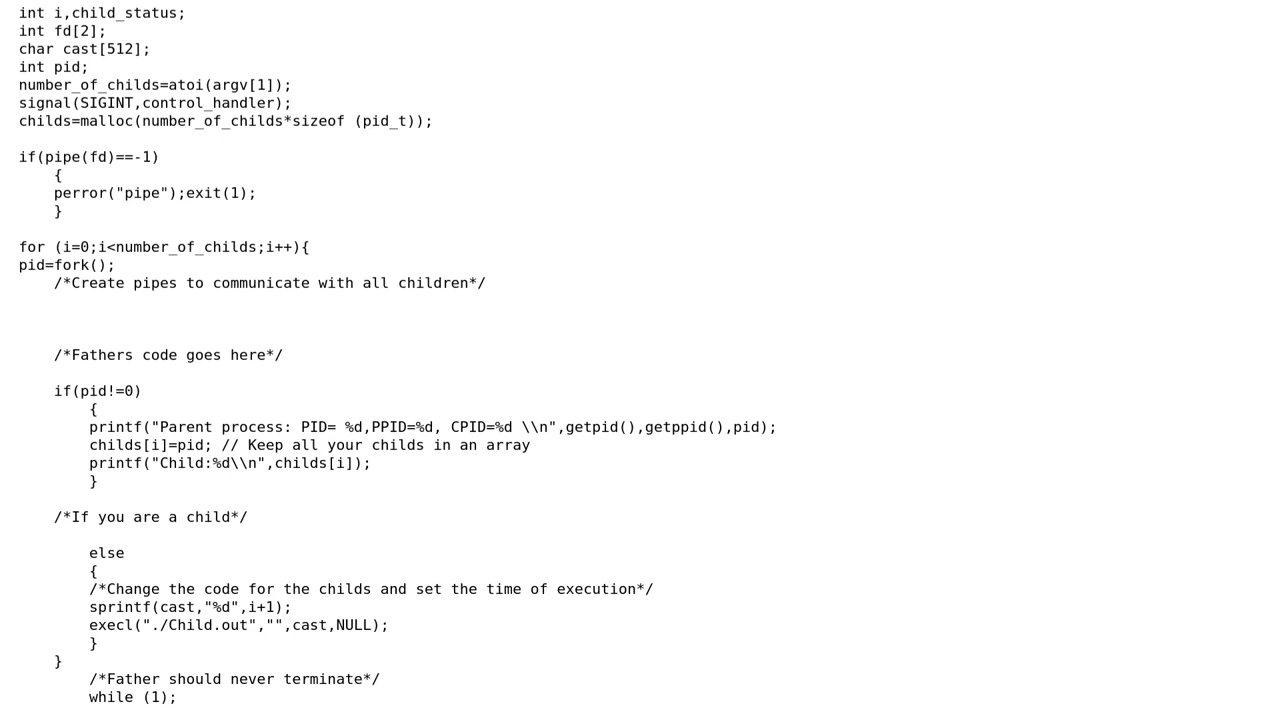 int i,child_status;
int fd[2];
char cast[512];
int pid;
number_of_childs=atoi(argv[1]);
signal(SIGINT,control_handler);
childs=malloc(number_of_childs*sizeof (pid_t));

if(pipe(fd)==-1)
    {
    perror("pipe");exit(1);
    }

for (i=0;i<number_of_childs;i++){
pid=fork();
    /*Create pipes to communicate with all children*/



    /*Fathers code goes here*/

    if(pid!=0)
        {
        printf("Parent process: PID= %d,PPID=%d, CPID=%d \\n",getpid(),getppid(),pid);
        childs[i]=pid; // Keep all your childs in an array
        printf("Child:%d\\n",childs[i]);
        }

    /*If you are a child*/

        else
        {
        /*Change the code for the childs and set the time of execution*/
        sprintf(cast,"%d",i+1);
        execl("./Child.out","",cast,NULL);
        }
    }
        /*Father should never terminate*/
        while (1);